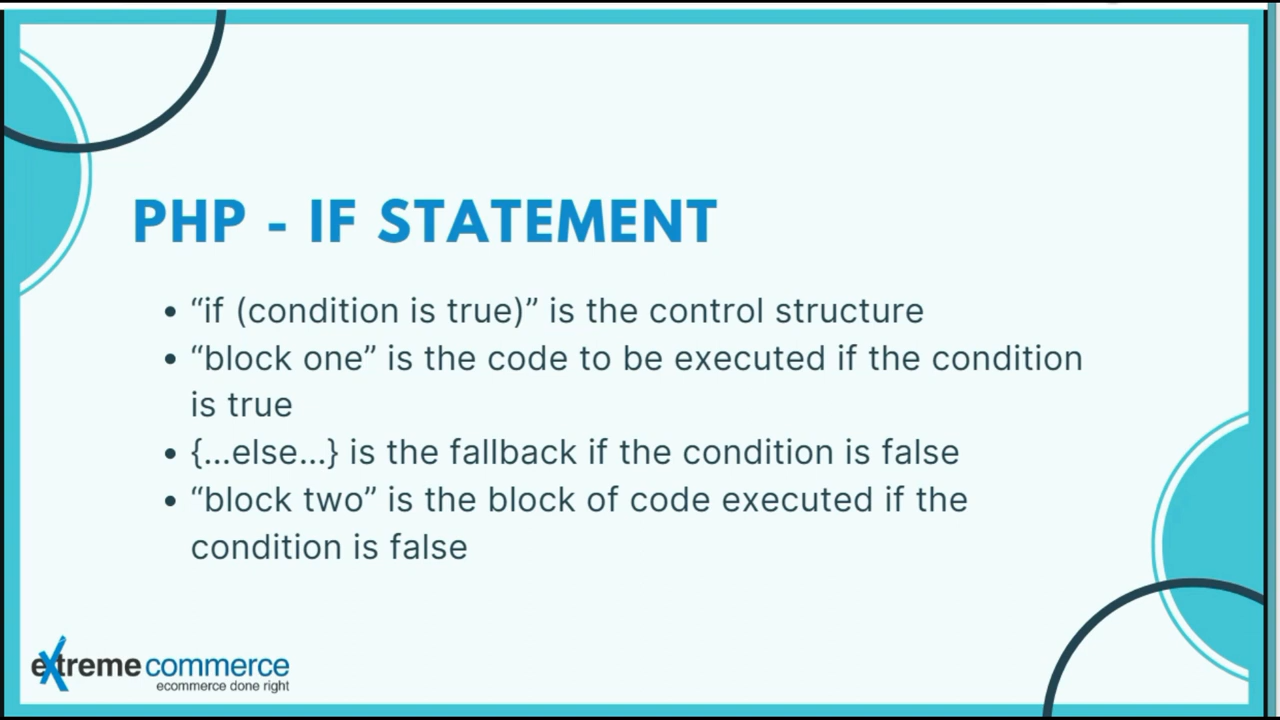 PHP - IF STATEMENT
• “if (condition is true)” is the control structure
• “block one” is the code to be executed if the condition
is true
• {...else...} is the fallback if the condition is false
• “block two” is the block of code executed if the
condition is false
extreme commerce
ecommerce done right